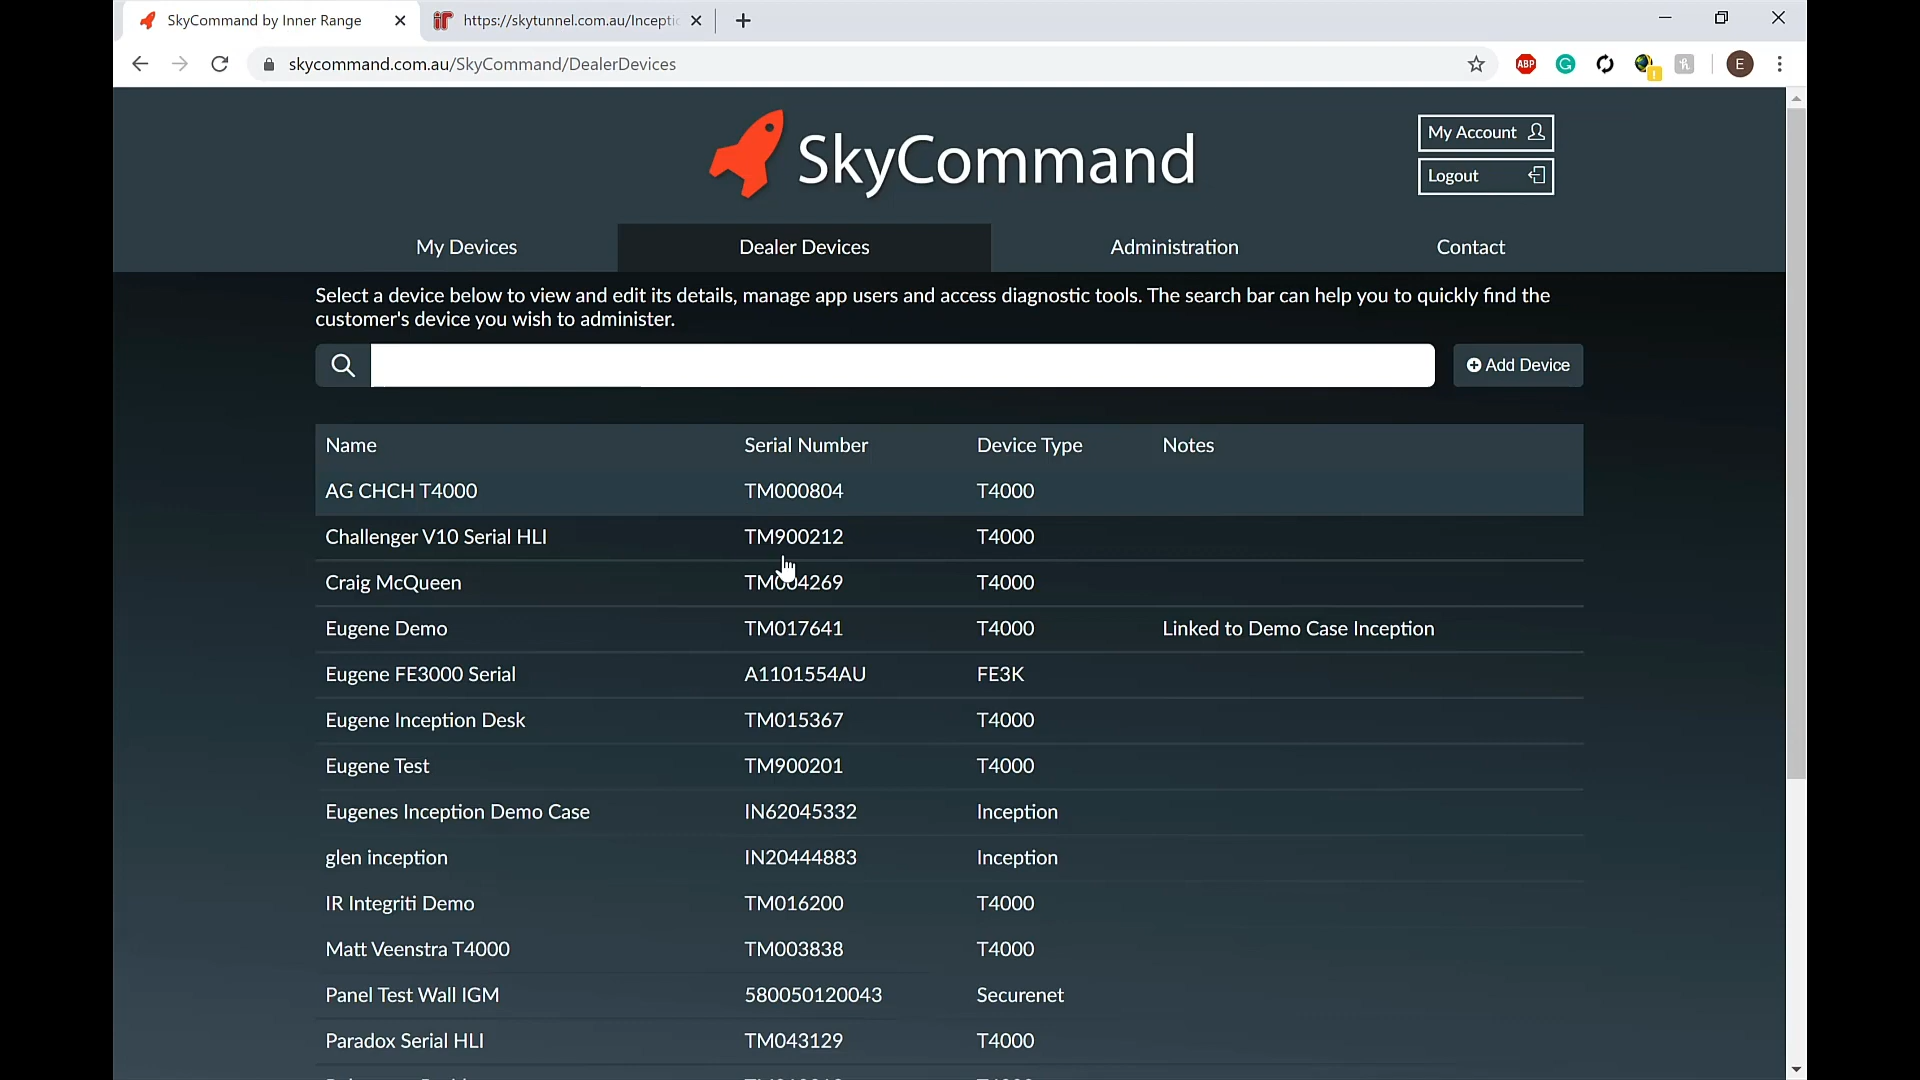 SkyCommand by Inner Range
https://skytunnel.com.au/Incepti
skycommand.com.au/SkyCommand/DealerDevices
ABP
E
SkyCommand
My Account
Logout
My Devices Dealer Devices Administration Contact
Select a device below to view and edit its details, manage app users and access diagnostic tools. The search bar can help you to quickly find the
customer's device you wish to administer.
Add Device
Name Serial Number Device Type Notes
AG CHCH T4000 TM000804 T4000
Challenger V10 Serial HLI TM900212 T4000
Craig McQueen TM004269 T4000
Eugene Demo TM017641 T4000 Linked to Demo Case Inception
Eugene FE3000 Serial A1101554AU FE3K
Eugene Inception Desk TM015367 T4000
Eugene Test TM900201 T4000
Eugenes Inception Demo Case IN62045332 Inception
glen inception IN20444883 Inception
IR Integriti Demo TM016200 T4000
Matt Veenstra T4000 TM003838 T4000
Panel Test Wall IGM 580050120043 Securenet
Paradox Serial HLI TM043129 T4000